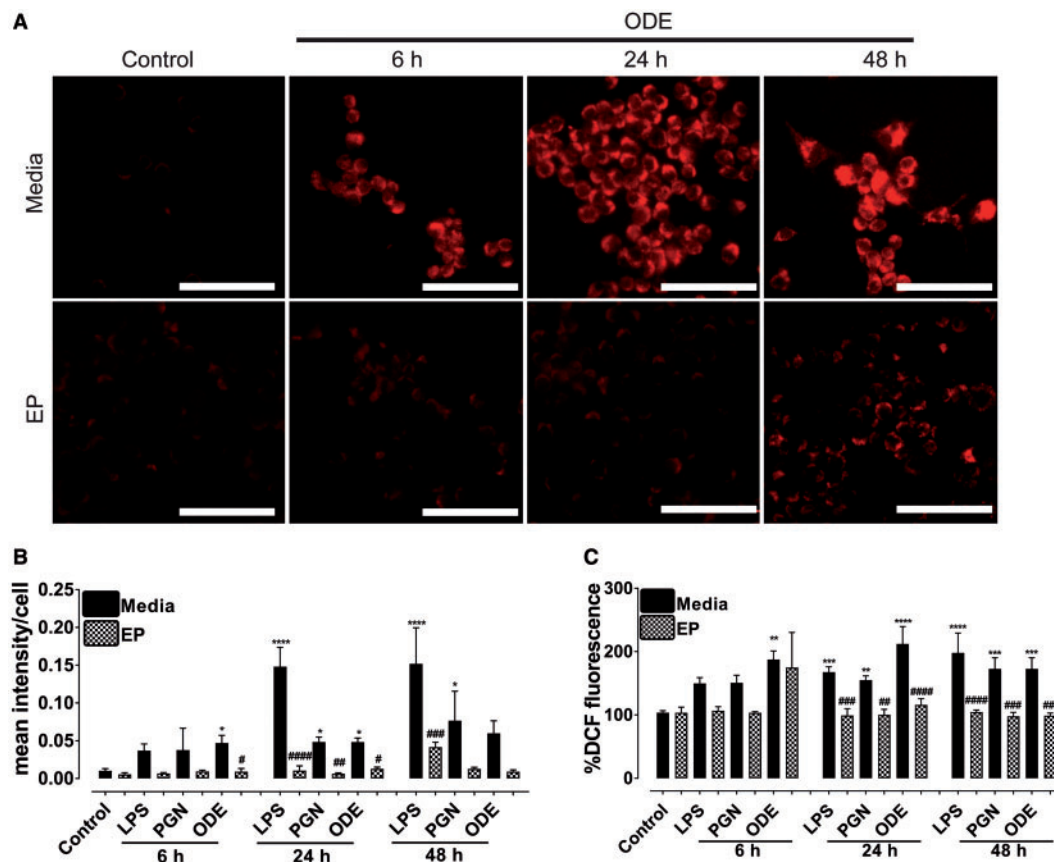 A
ODE
Control 6 h 24 h 48 h
Media
EP
B
mean intensity/cell
0.25
0.20
0.15
0.10
0.05
0.00
Media
EP
* # **** #### * ## * # **** ### *
Control LPS PGN ODE LPS PGN ODE LPS PGN ODE
6 h 24 h 48 h
C
%DCF fluorescence
300
200
100
0
Media
EP
** *** ### ** ## **** #### **** #### *** ### *** ##
Control LPS PGN ODE LPS PGN ODE LPS PGN ODE
6 h 24 h 48 h